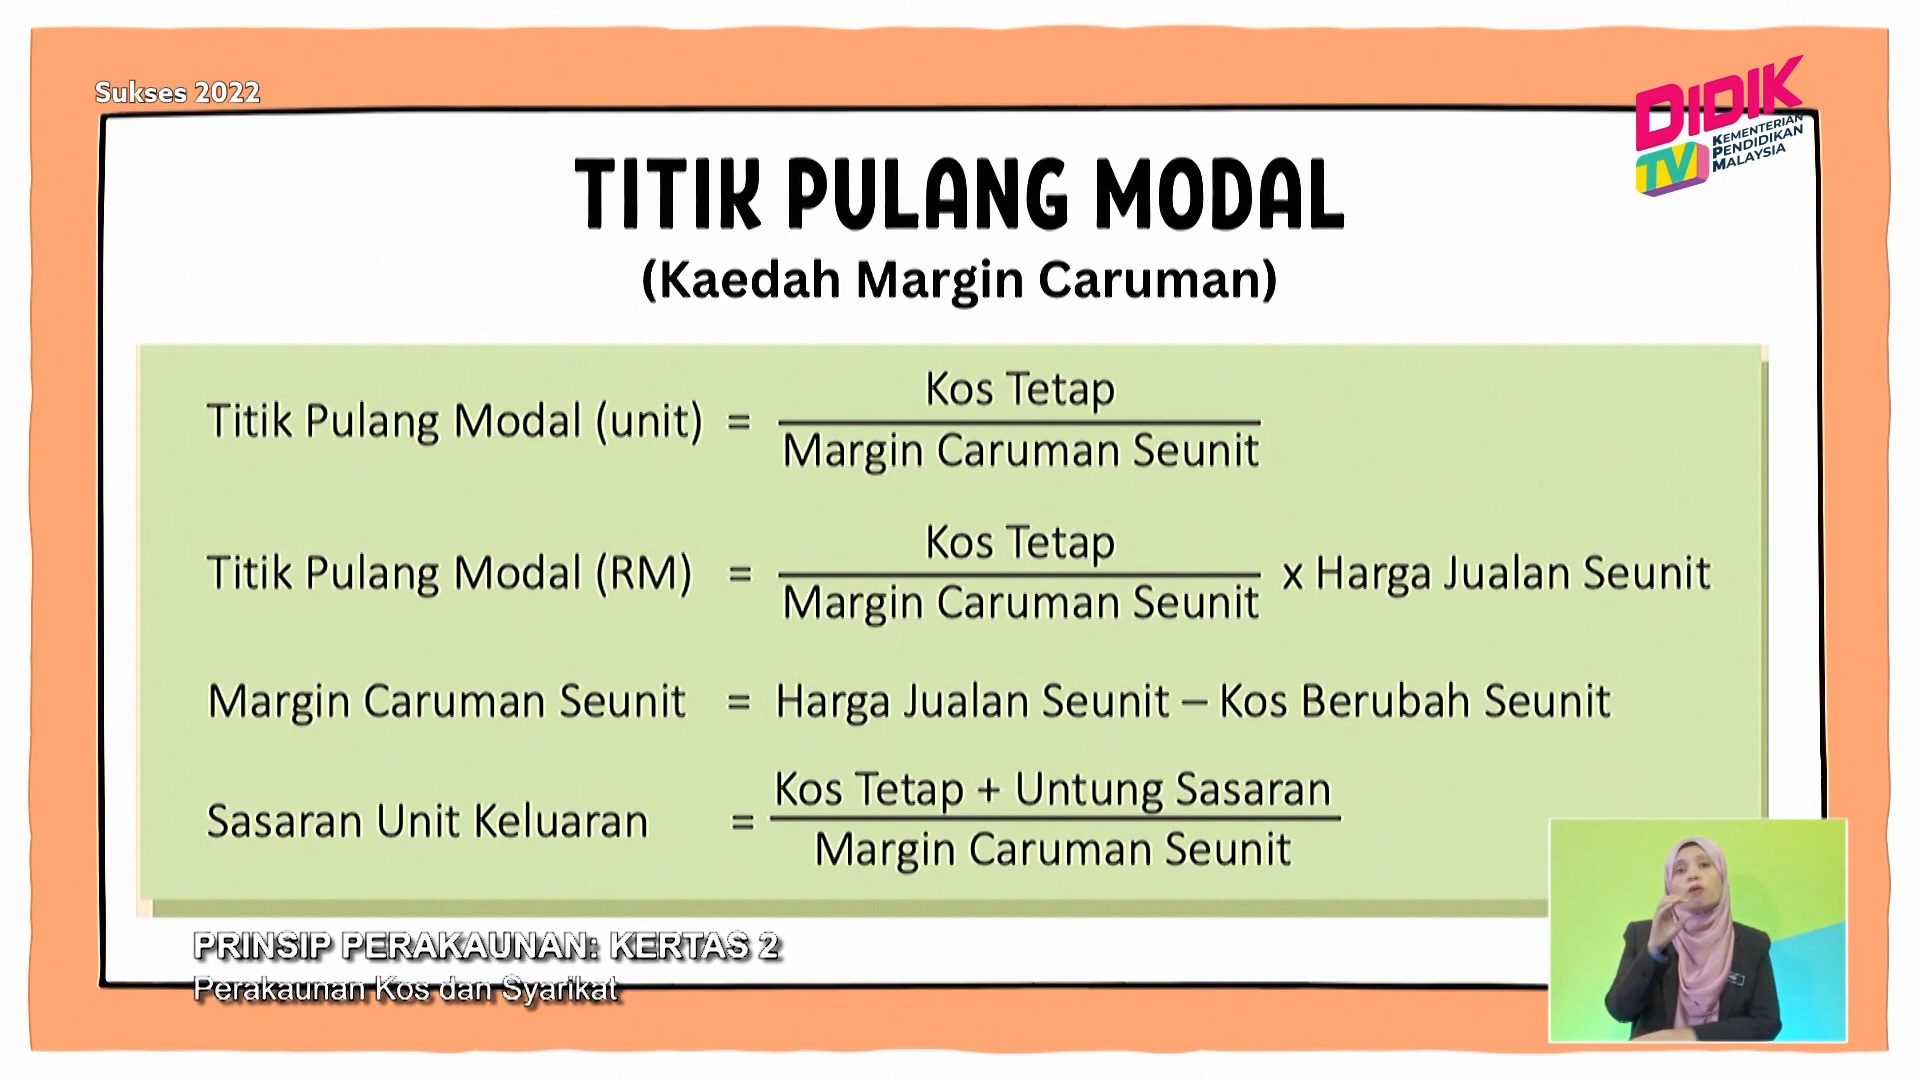 Sukses 2022
DIDIK
TV
KEMENTERIAN
PENDIDIKAN
MALAYSIA
TITIK PULANG MODAL
(Kaedah Margin Caruman)
Kos Tetap
Titik Pulang Modal (unit) =
Margin Caruman Seunit
Kos Tetap
Titik Pulang Modal (RM) = x Harga Jualan Seunit
Margin Caruman Seunit
Margin Caruman Seunit = Harga Jualan Seunit – Kos Berubah Seunit
Kos Tetap + Untung Sasaran
Sasaran Unit Keluaran =
Margin Caruman Seunit
PRINSIP PERAKAUNAN: KERTAS 2
Perakaunan Kos dan Syarikat